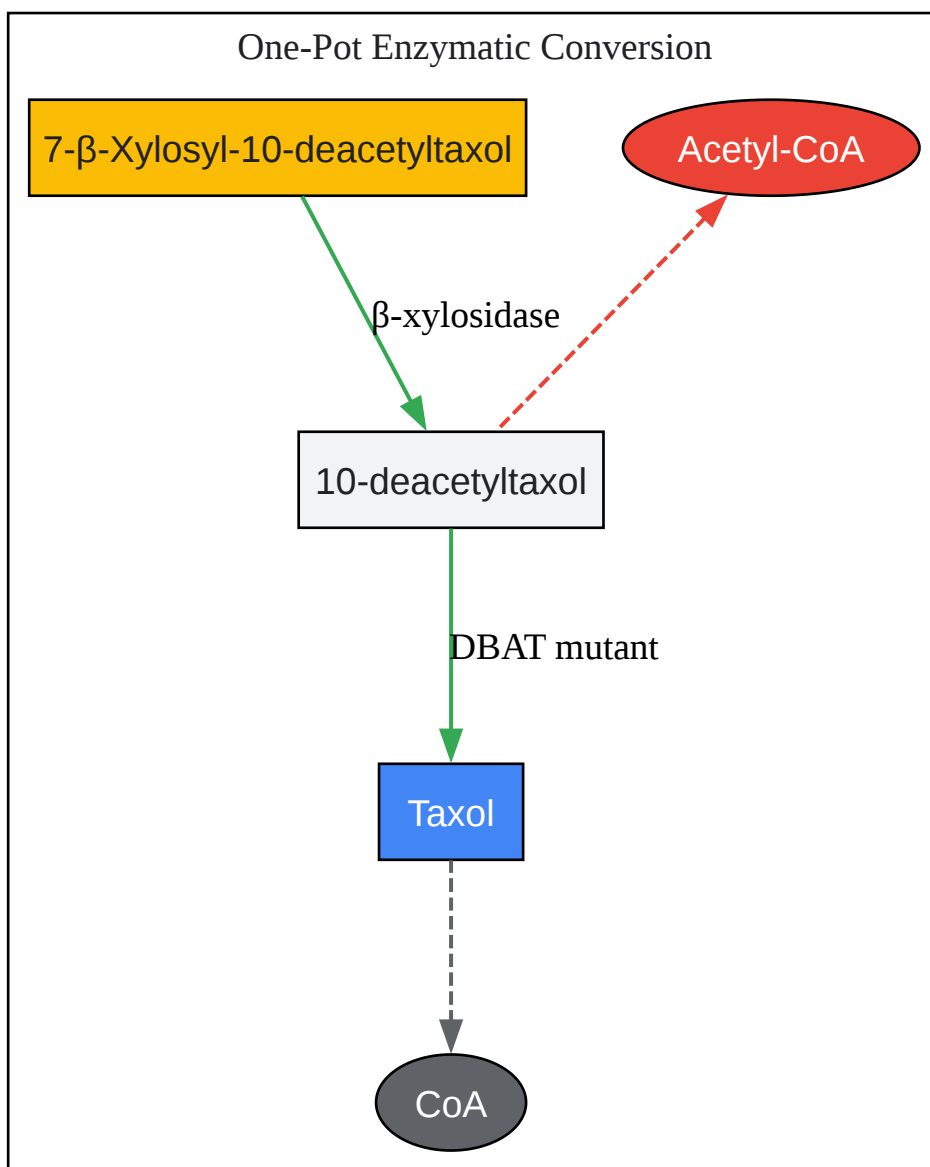 One-Pot Enzymatic Conversion
7-β-Xylosyl-10-deacetyltaxol
Acetyl-CoA
β-xylosidase
10-deacetyltaxol
DBAT mutant
Taxol
CoA